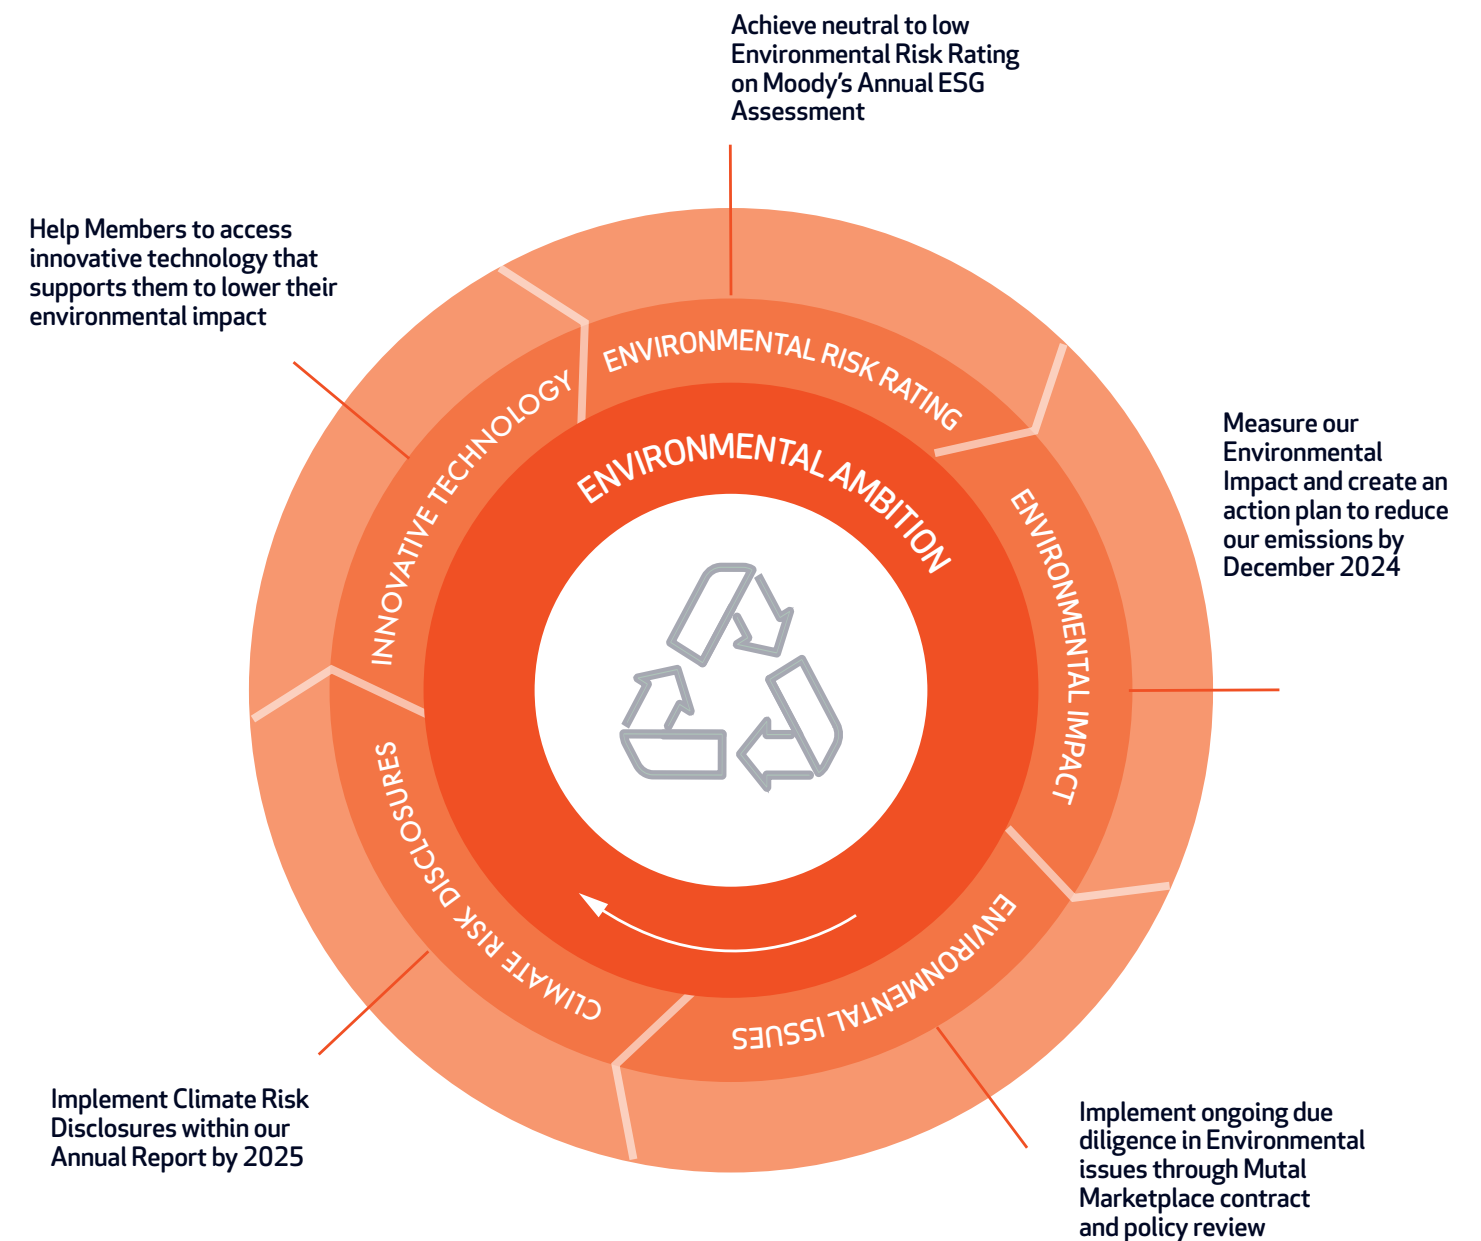 Achieve neutral to low
Environmental Risk Rating
on Moody's Annual ESG
Assessment
Help Members to access
innovative technology that
supports them to lower their
environmental impact
Measure our
Environmental
Impact and create an
action plan to reduce
our emissions by
December 2024
ENVIRONMENTAL RISK RATING
INNOVATIVE TECHNOLOGY
ENVIRONMENTAL AMBITION
ENVIRONMENTAL IMPACT
CLIMATE RISK DISCLOSURES
ENVIRONMENTAL ISSUES
Implement Climate Risk
Disclosures within our
Annual Report by 2025
Implement ongoing due
diligence in Environmental
issues through Mutal
Marketplace contract
and policy review